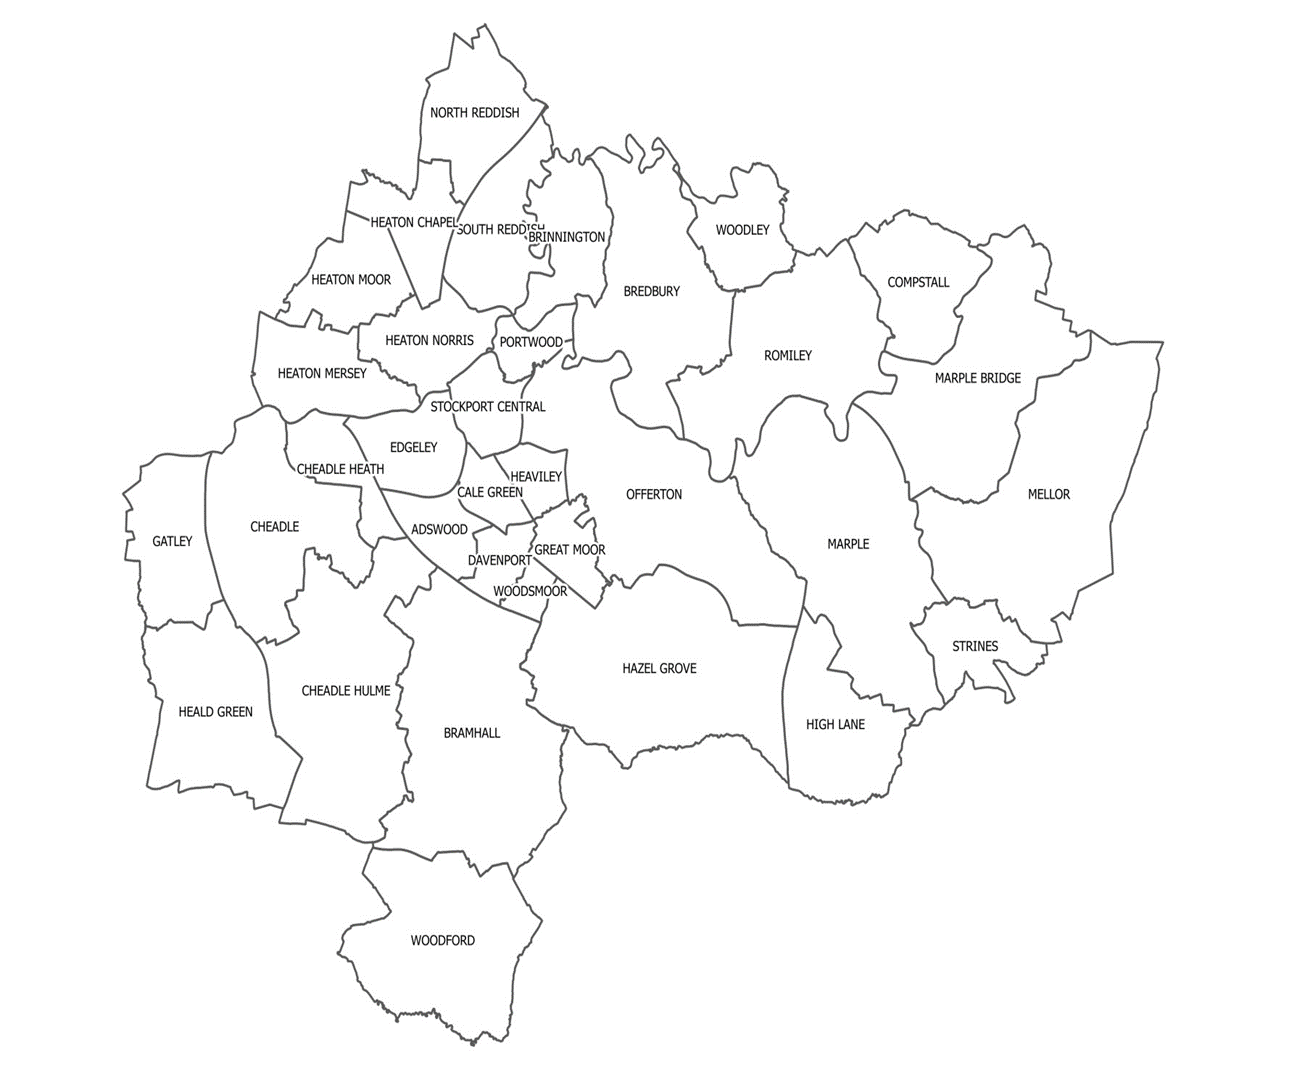 NORTH REDDISH
HEATON CHAPEL
SOUTH REDDISH
WOODLEY
BRINNINGTON
HEATON MOOR
COMPSTALL
BREDBURY
HEATON NORRIS
PORTWOOD
ROMILEY
HEATON MERSEY
MARPLE BRIDGE
STOCKPORT CENTRAL
EDGELEY
CHEADLE HEATH
HEAVILEY
CALE GREEN
OFFERTON
MELLOR
CHEADLE
ADSWOOD
GATLEY
MARPLE
GREAT MOOR
DAVENPORT
WOODSMOOR
STRINES
HAZEL GROVE
CHEADLE HULME
HEALD GREEN
HIGH LANE
BRAMHALL
WOODFORD